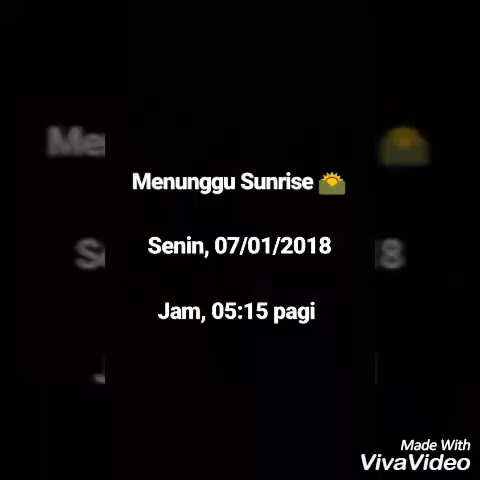 Menunggu Sunrise 🌅
Senin, 07/01/2018
Jam, 05:15 pagi
Made With
VivaVideo